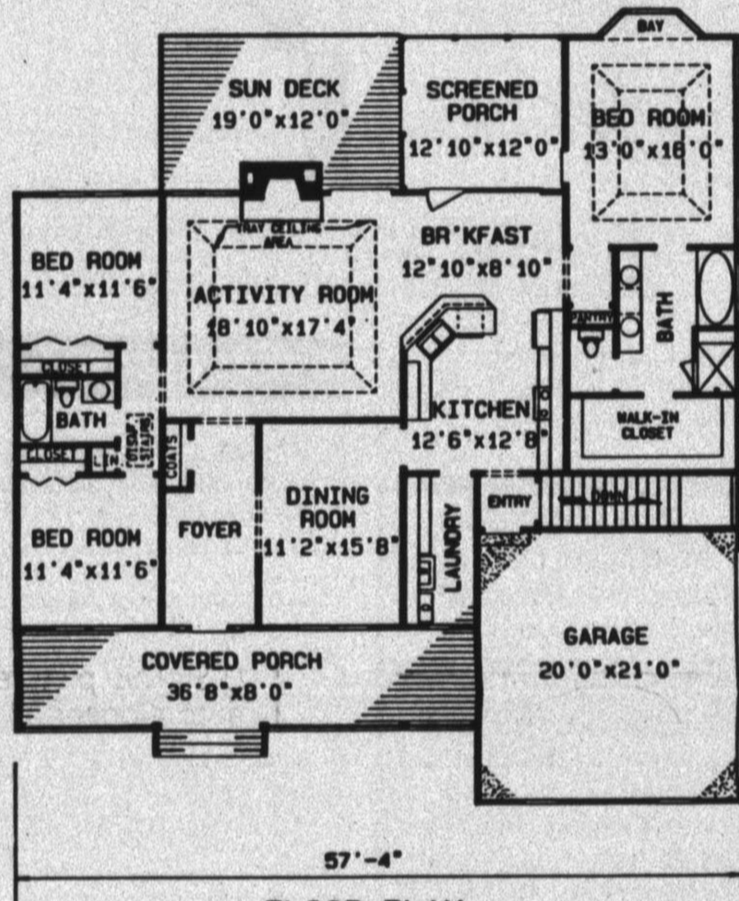 BAY
SUN DECK
19'0"x12'0"
SCREENED
PORCH
12'10"x12'0"
BED ROOM
13'0"x16'0"
TRAY CEILING
AREA
BR'KFAST
12'10"x8'10"
BED ROOM
11'4"x11'6"
ACTIVITY ROOM
18'10"x17'4"
PANTRY
BATH
CLOSET
BATH
KITCHEN
12'6"x12'8"
WALK-IN
CLOSET
CLOSET
LIN.
DISAP.
STAIRS
COATS
DINING
ROOM
11'2"x15'8"
FOYER
LAUNDRY
ENTRY
DOWN
BED ROOM
11'4"x11'6"
GARAGE
20'0"x21'0"
COVERED PORCH
36'8"x8'0"
57'-4"